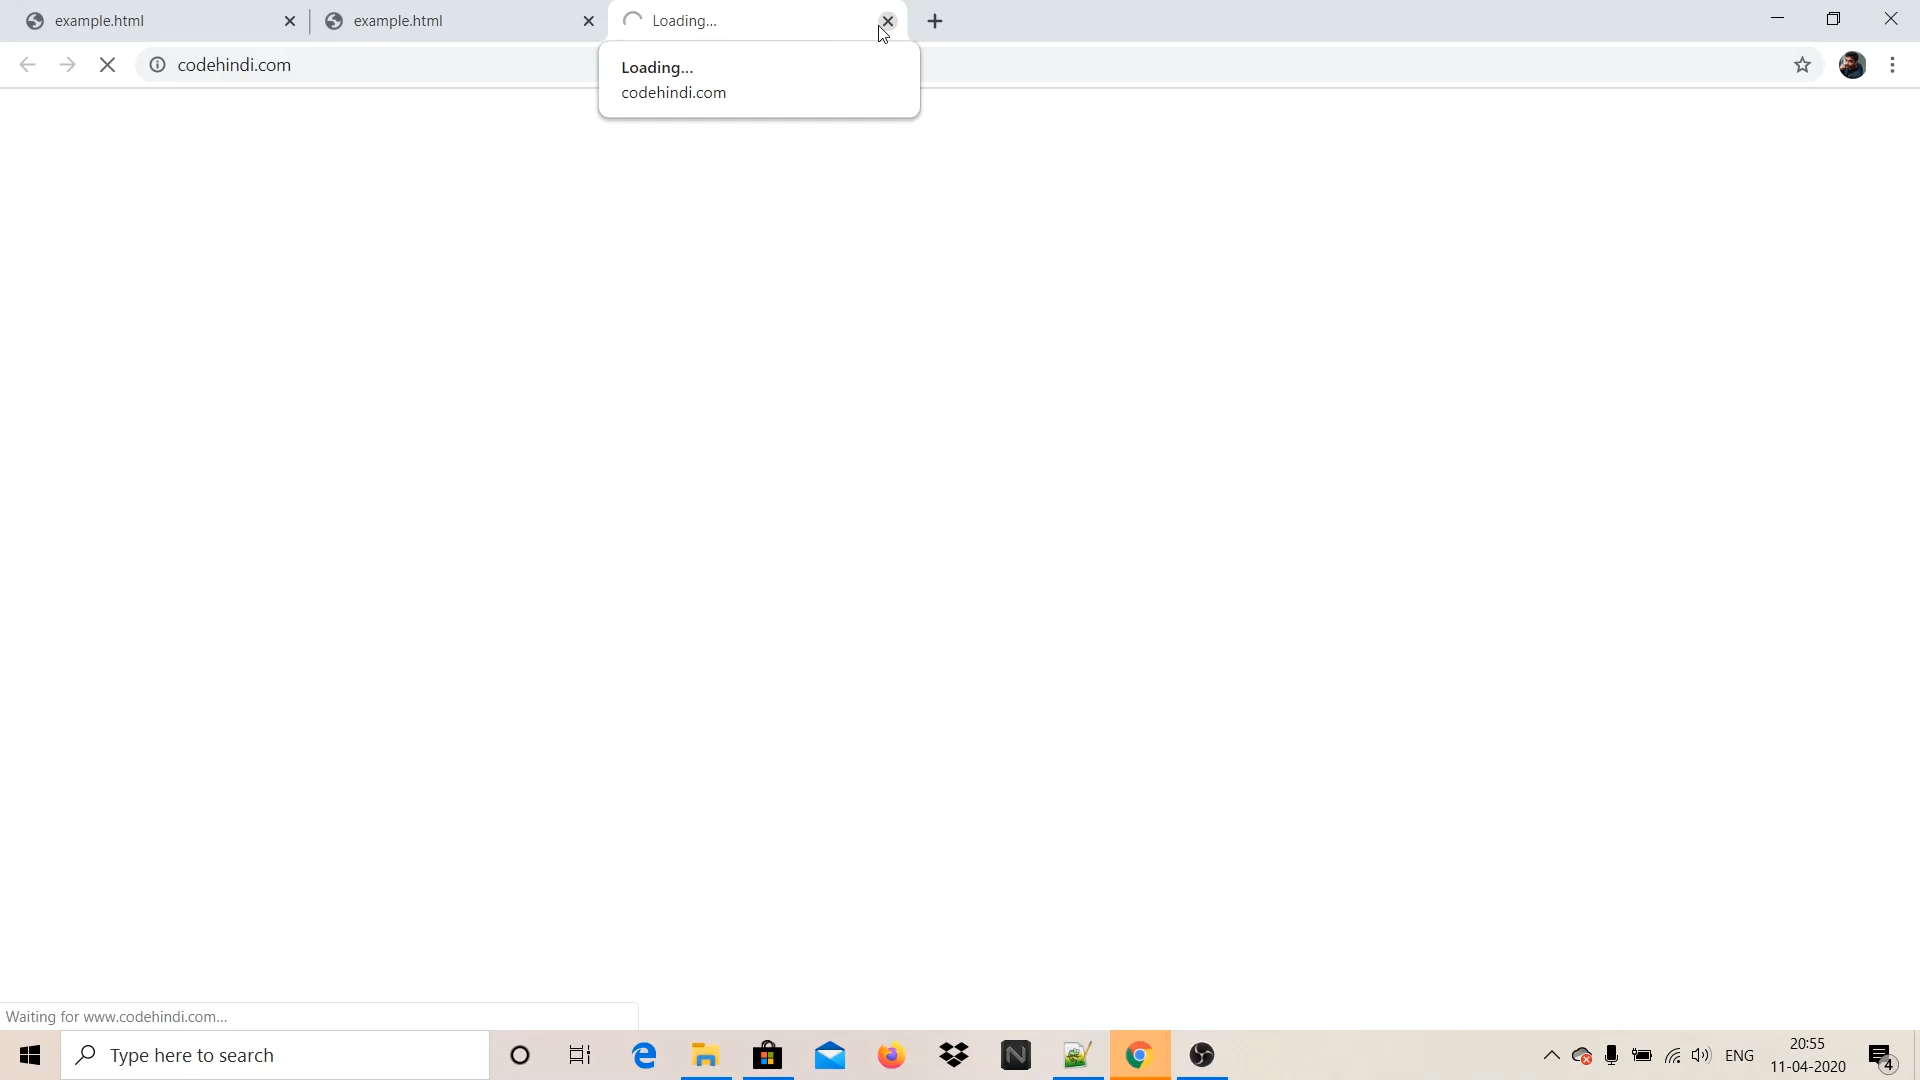 example.html
example.html
Loading...
codehindi.com
Loading...
codehindi.com
Waiting for www.codehindi.com...
Type here to search
ENG
20:55
11-04-2020
4